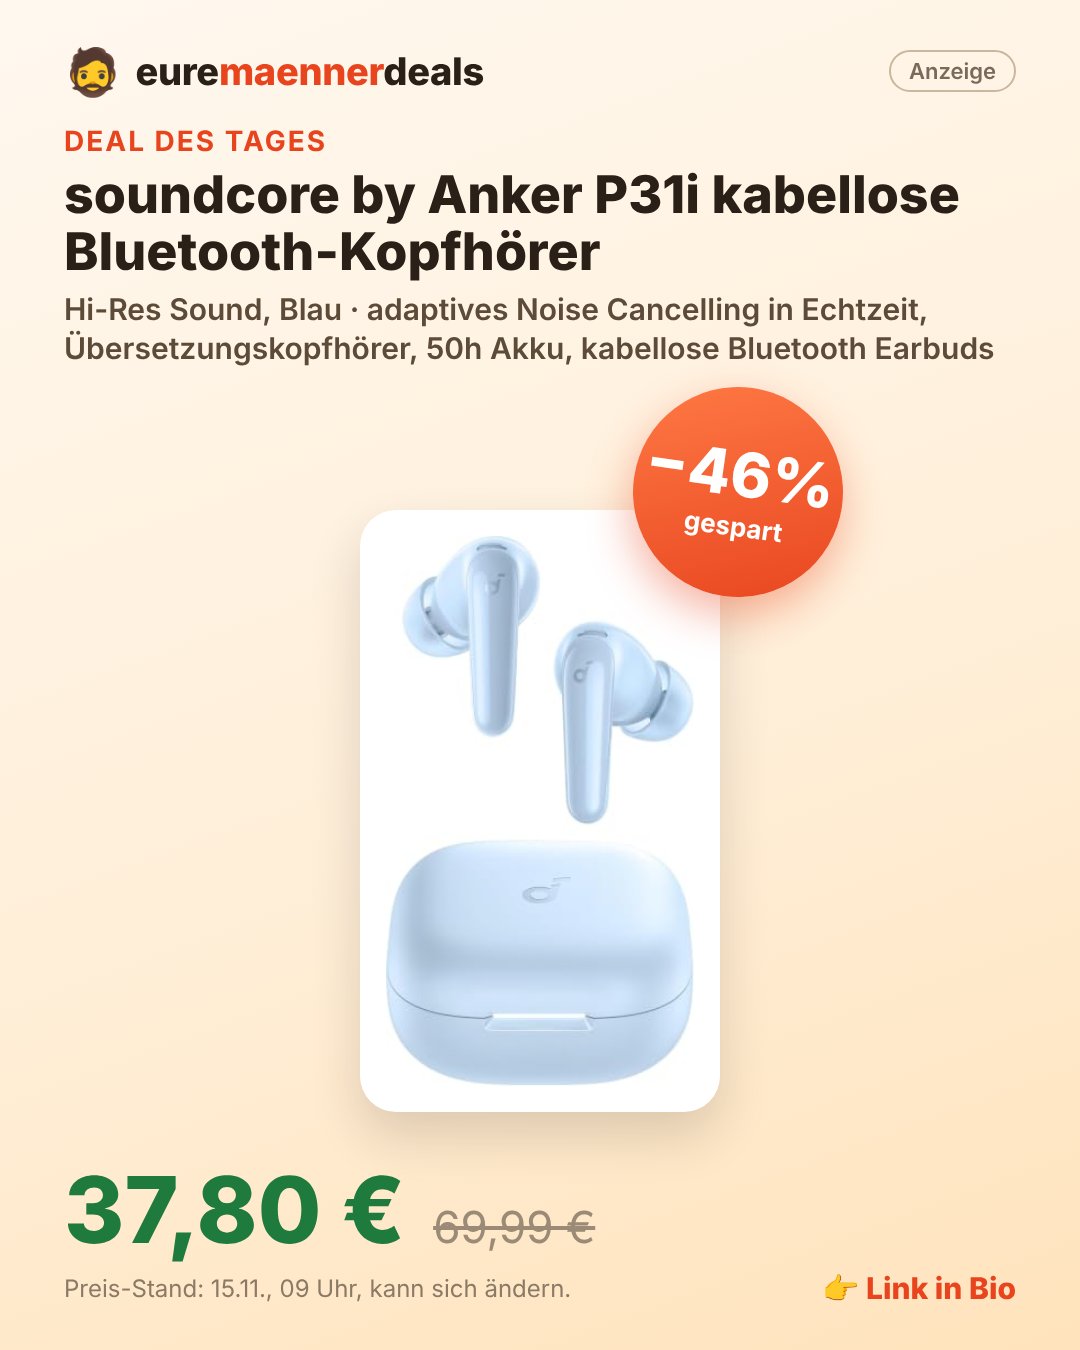 euremaennerdeals
Anzeige
DEAL DES TAGES
soundcore by Anker P31i kabellose
Bluetooth-Kopfhörer
Hi-Res Sound, Blau · adaptives Noise Cancelling in Echtzeit,
Übersetzungskopfhörer, 50h Akku, kabellose Bluetooth Earbuds
−46%
gespart
37,80 € 69,99 €
Preis-Stand: 15.11., 09 Uhr, kann sich ändern.
👉 Link in Bio